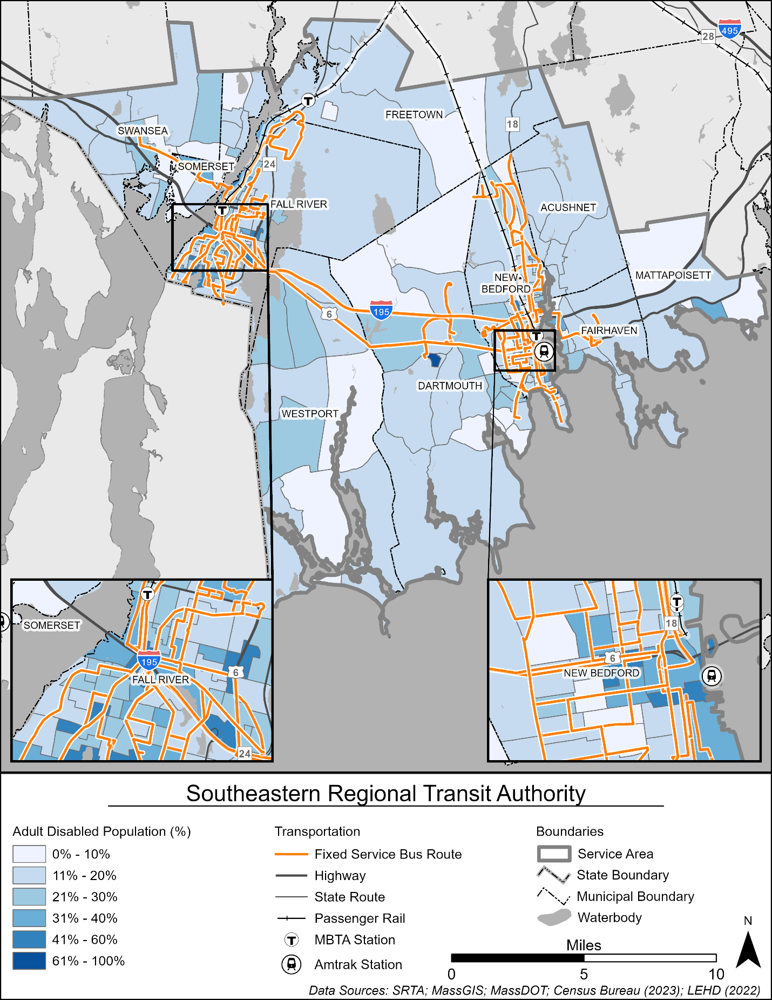 495
28
FREETOWN
18
SWANSEA
SOMERSET
24
FALL RIVER
ACUSHNET
MATTAPOISETT
NEW
BEDFORD
195
6
FAIRHAVEN
DARTMOUTH
WESTPORT
T
T
T
SOMERSET
T
195
FALL RIVER
6
24
T
18
6
NEW BEDFORD
Southeastern Regional Transit Authority
Adult Disabled Population (%)
0% - 10%
11% - 20%
21% - 30%
31% - 40%
41% - 60%
61% - 100%
Transportation
Fixed Service Bus Route
Highway
State Route
Passenger Rail
T MBTA Station
Amtrak Station
Boundaries
Service Area
State Boundary
Municipal Boundary
Waterbody
N
Miles
0 5 10
Data Sources: SRTA; MassGIS; MassDOT; Census Bureau (2023); LEHD (2022)